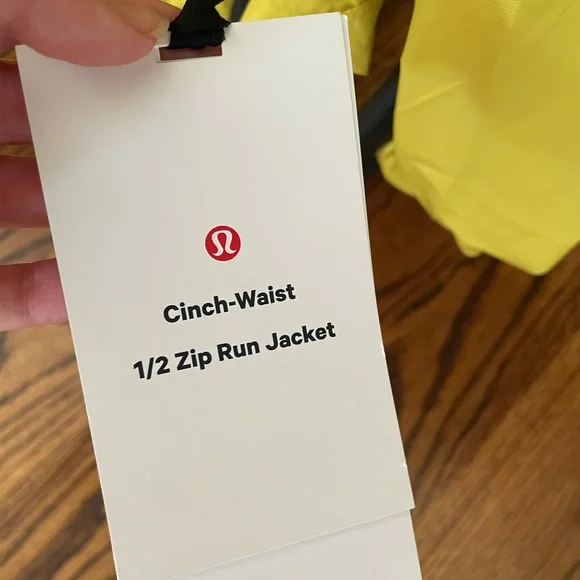 Cinch-Waist
1/2 Zip Run Jacket